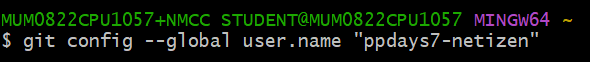 MUM0822CPU1057+NMCC STUDENT@MUM0822CPU1057 MINGW64 ~
$ git config --global user.name "ppdays7-netizen"